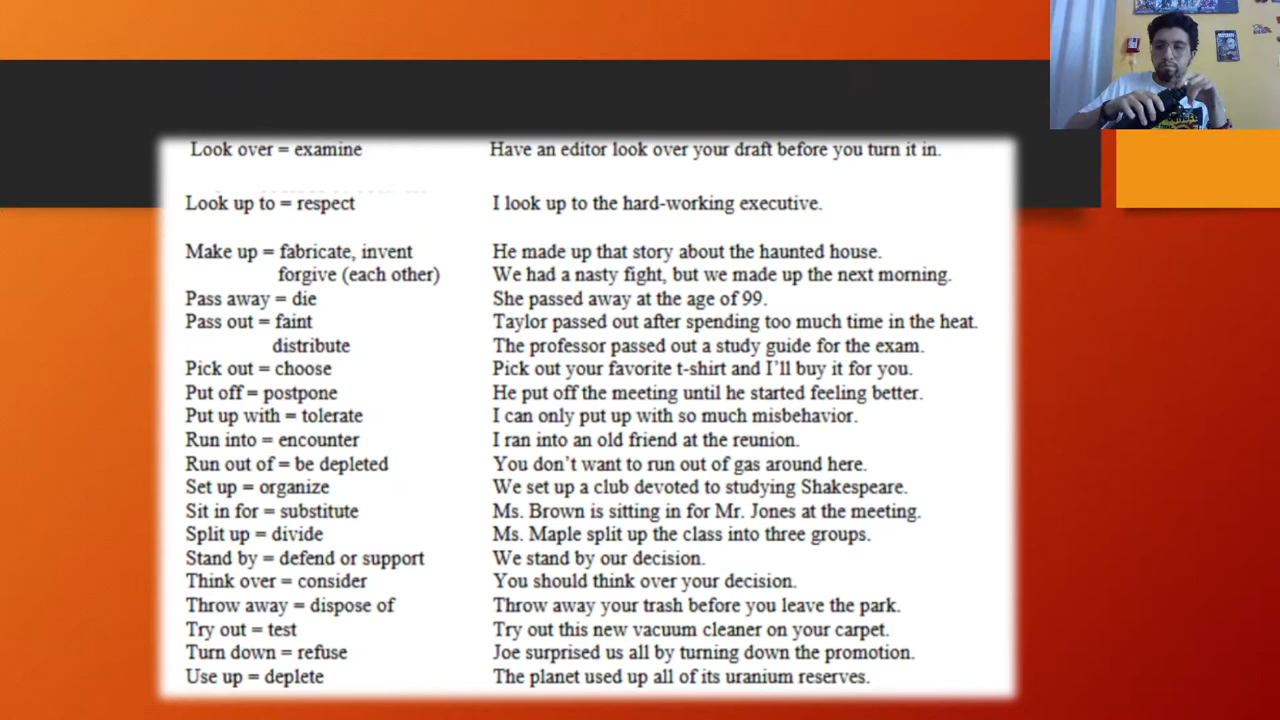 Look over = examine Have an editor look over your draft before you turn it in.
Look up to = respect I look up to the hard-working executive.
Make up = fabricate, invent He made up that story about the haunted house.
forgive (each other) We had a nasty fight, but we made up the next morning.
Pass away = die She passed away at the age of 99.
Pass out = faint Taylor passed out after spending too much time in the heat.
distribute The professor passed out a study guide for the exam.
Pick out = choose Pick out your favorite t-shirt and I’ll buy it for you.
Put off = postpone He put off the meeting until he started feeling better.
Put up with = tolerate I can only put up with so much misbehavior.
Run into = encounter I ran into an old friend at the reunion.
Run out of = be depleted You don’t want to run out of gas around here.
Set up = organize We set up a club devoted to studying Shakespeare.
Sit in for = substitute Ms. Brown is sitting in for Mr. Jones at the meeting.
Split up = divide Ms. Maple split up the class into three groups.
Stand by = defend or support We stand by our decision.
Think over = consider You should think over your decision.
Throw away = dispose of Throw away your trash before you leave the park.
Try out = test Try out this new vacuum cleaner on your carpet.
Turn down = refuse Joe surprised us all by turning down the promotion.
Use up = deplete The planet used up all of its uranium reserves.